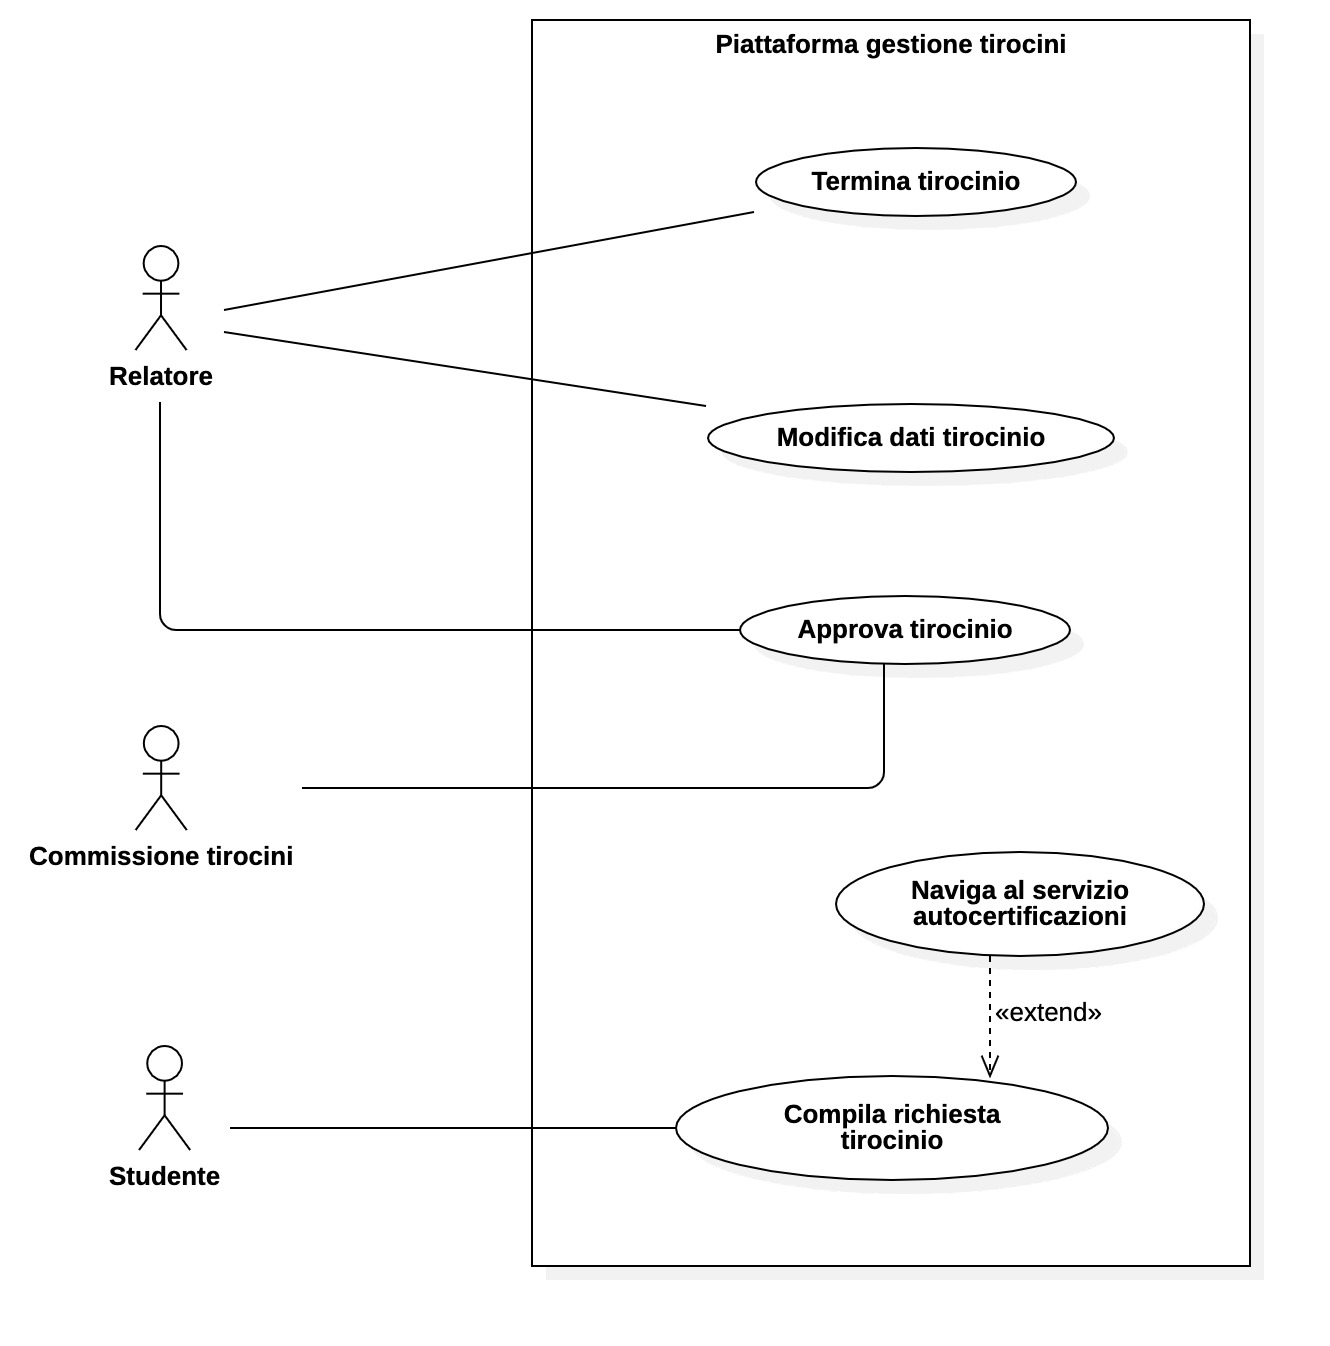 Piattaforma gestione tirocini
Termina tirocinio
Relatore
Modifica dati tirocinio
Approva tirocinio
Commissione tirocini
Naviga al servizio
autocertificazioni
«extend»
Compila richiesta
tirocinio
Studente